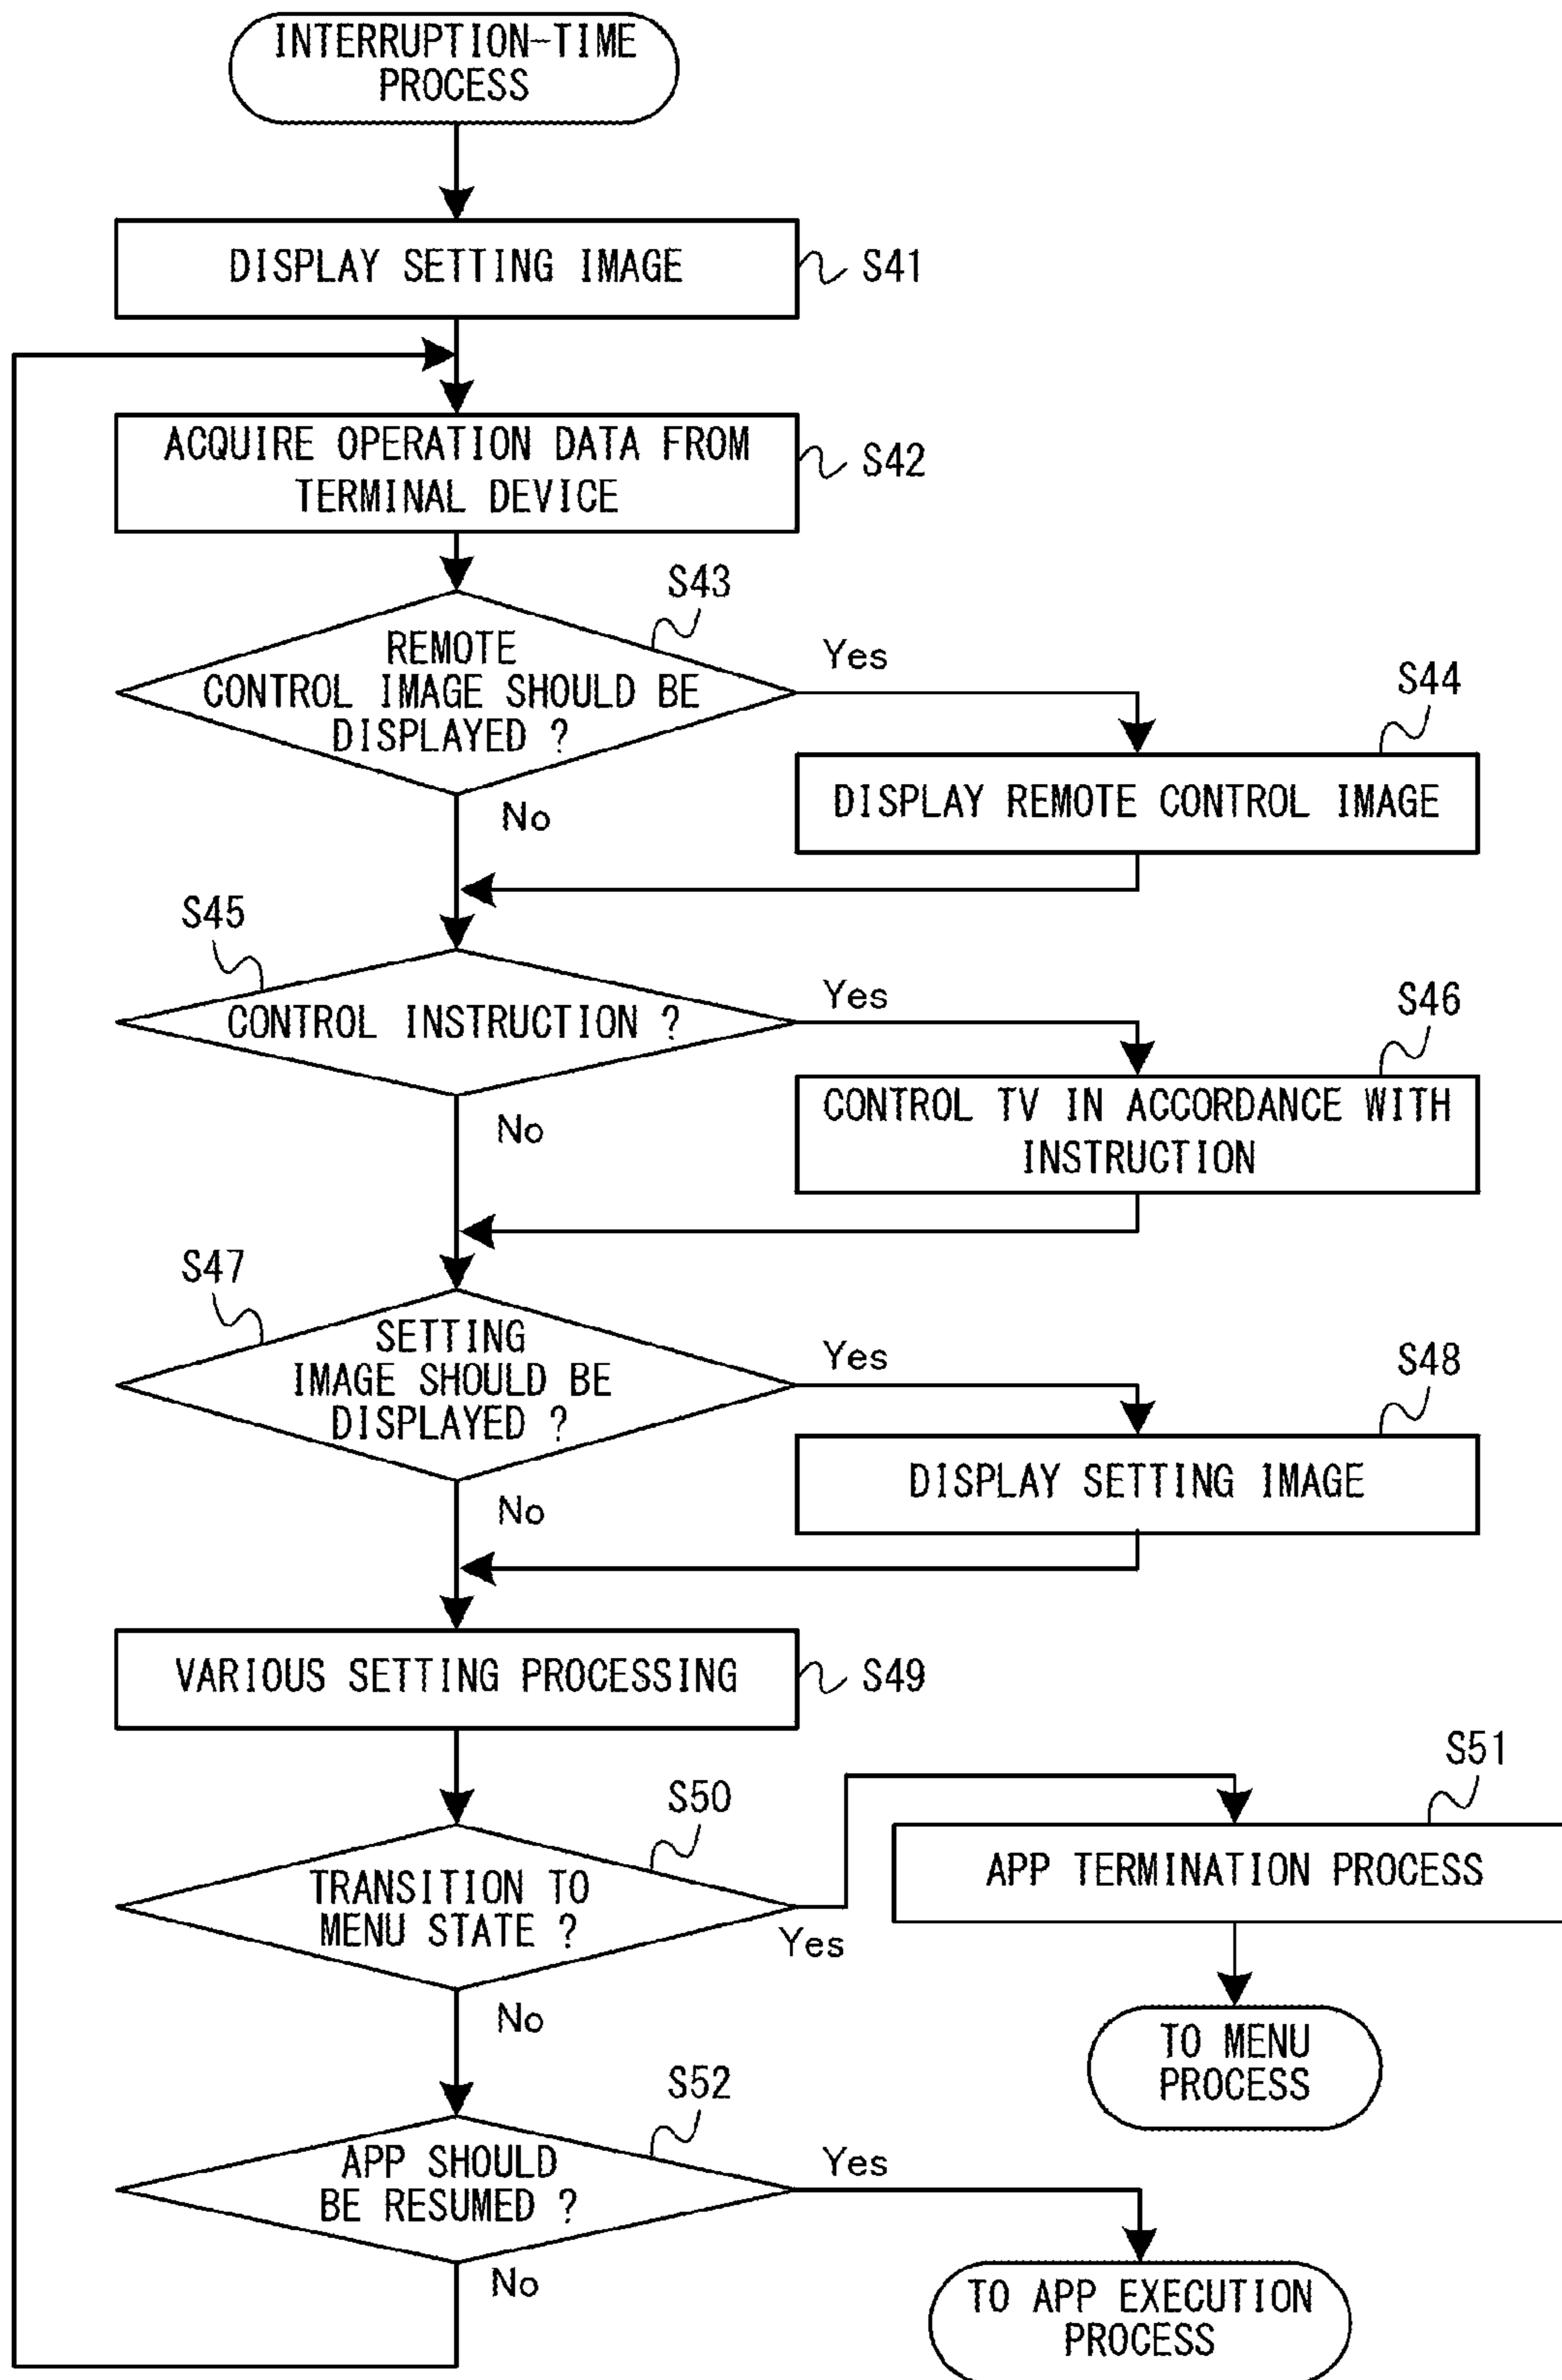 INTERRUPTION-TIME
PROCESS
DISPLAY SETTING IMAGE
S41
ACQUIRE OPERATION DATA FROM
TERMINAL DEVICE
S42
S43
REMOTE
CONTROL IMAGE SHOULD BE
DISPLAYED ?
Yes
No
S44
DISPLAY REMOTE CONTROL IMAGE
S45
CONTROL INSTRUCTION ?
Yes
No
S46
CONTROL TV IN ACCORDANCE WITH
INSTRUCTION
S47
SETTING
IMAGE SHOULD BE
DISPLAYED ?
Yes
No
S48
DISPLAY SETTING IMAGE
VARIOUS SETTING PROCESSING
S49
S50
TRANSITION TO
MENU STATE ?
Yes
No
S51
APP TERMINATION PROCESS
TO MENU
PROCESS
S52
APP SHOULD
BE RESUMED ?
Yes
No
TO APP EXECUTION
PROCESS